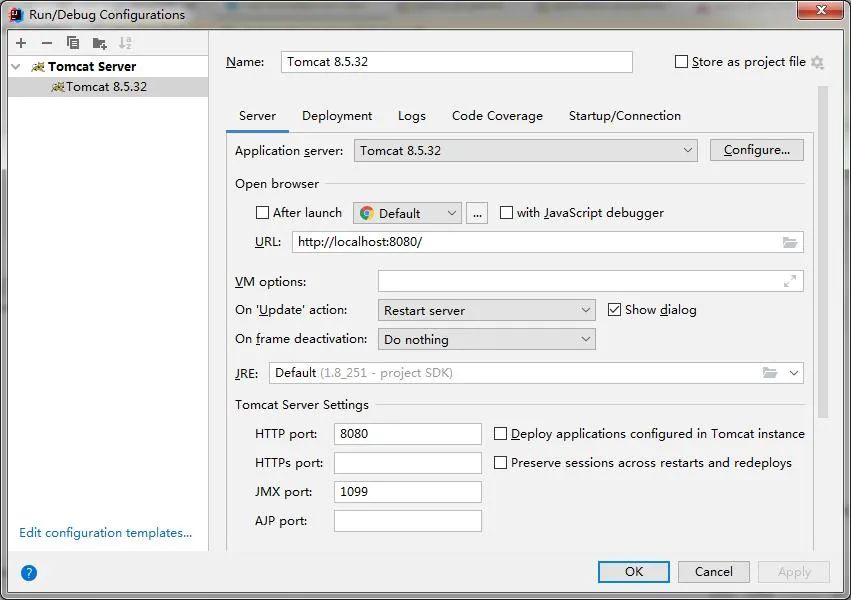 Run/Debug Configurations
Tomcat Server
Tomcat 8.5.32
Edit configuration templates...
Name: Tomcat 8.5.32 Store as project file
Server Deployment Logs Code Coverage Startup/Connection
Application server: Tomcat 8.5.32 Configure...
Open browser
After launch Default ... with JavaScript debugger
URL: http://localhost:8080/
VM options:
On 'Update' action: Restart server Show dialog
On frame deactivation: Do nothing
JRE: Default (1.8_251 - project SDK)
Tomcat Server Settings
HTTP port: 8080 Deploy applications configured in Tomcat instance
HTTPs port: Preserve sessions across restarts and redeploys
JMX port: 1099
AJP port:
? OK Cancel Apply